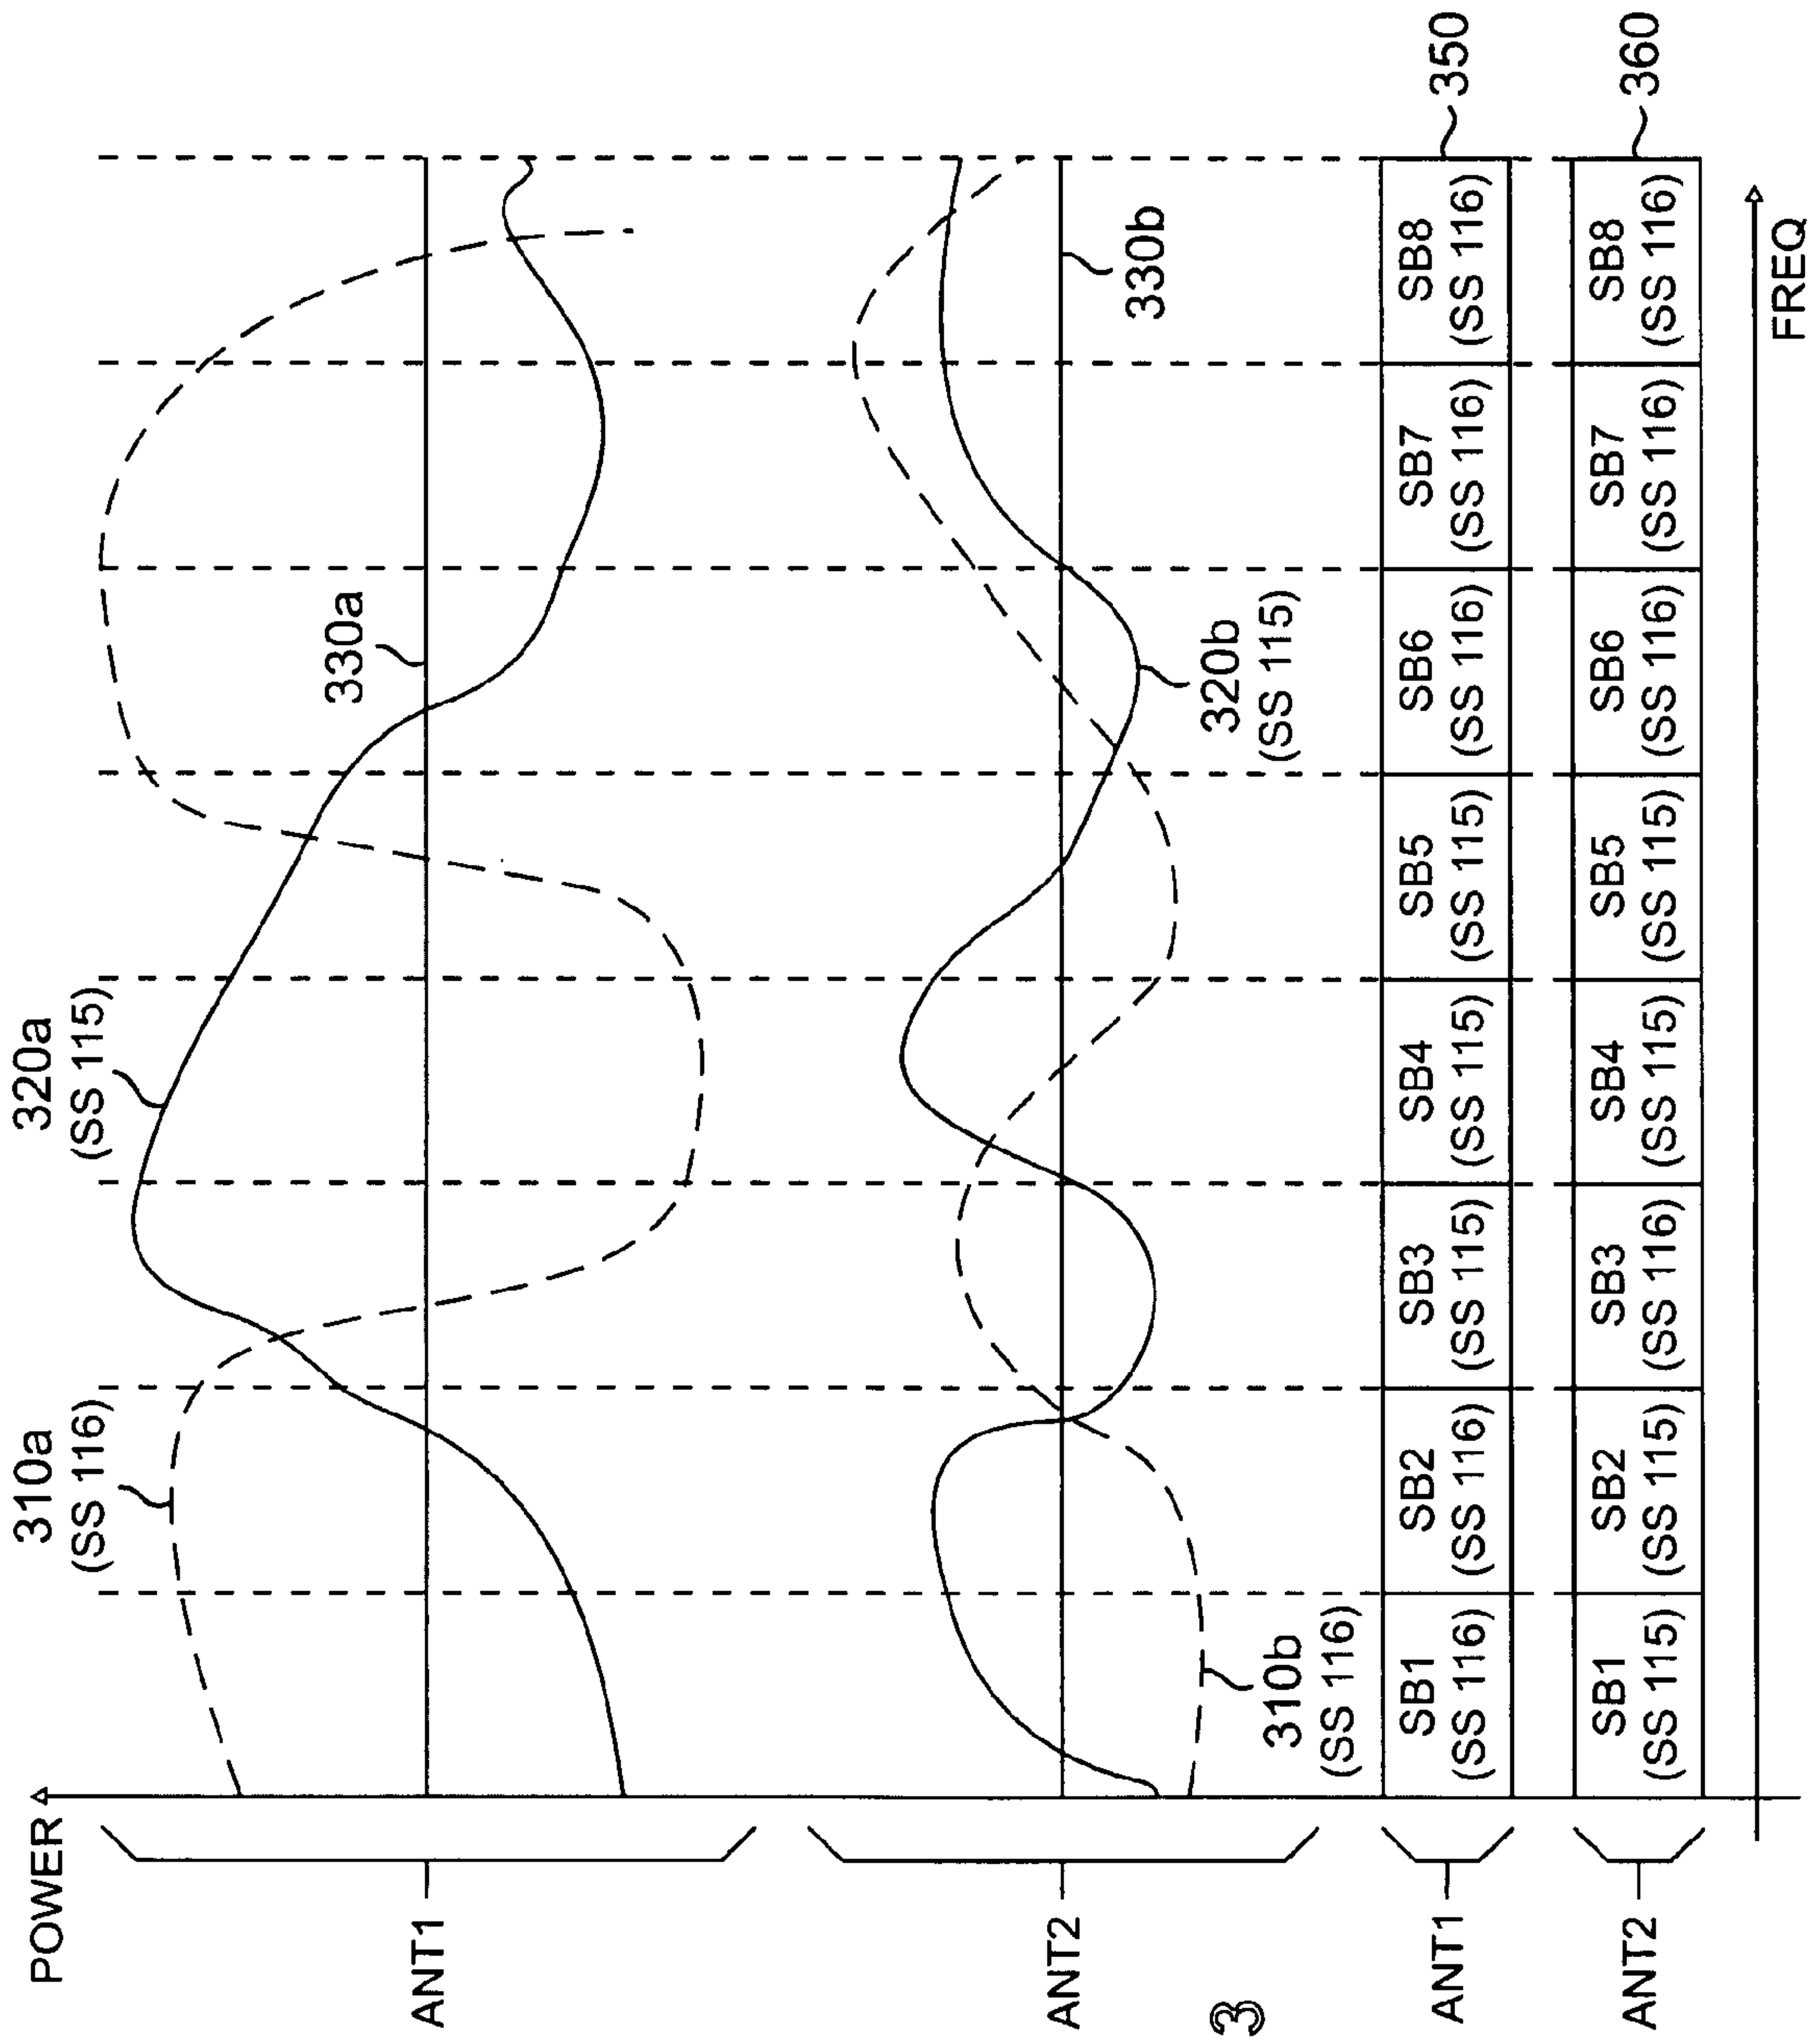 POWER
310a
(SS 116)
320a
(SS 115)
330a
ANT1
ANT2
310b
(SS 116)
320b
(SS 115)
330b
ANT1
SB1
(SS 116)
SB2
(SS 116)
SB3
(SS 115)
SB4
(SS 115)
SB5
(SS 115)
SB6
(SS 116)
SB7
(SS 116)
SB8
(SS 116)
350
ANT2
SB1
(SS 115)
SB2
(SS 115)
SB3
(SS 116)
SB4
(SS 115)
SB5
(SS 115)
SB6
(SS 116)
SB7
(SS 116)
SB8
(SS 116)
360
FREQ
3